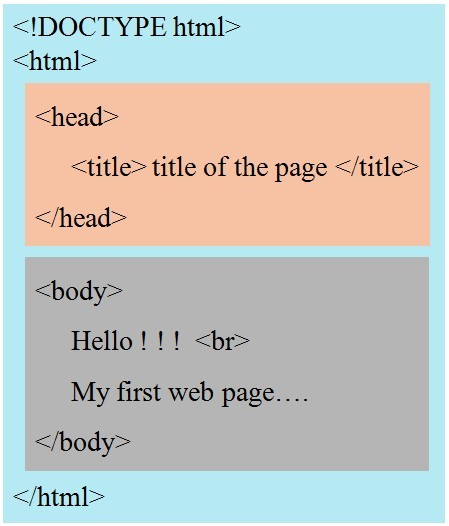 <!DOCTYPE html>
<html>
<head>
<title> title of the page </title>
</head>
<body>
Hello ! ! ! <br>
My first web page….
</body>
</html>